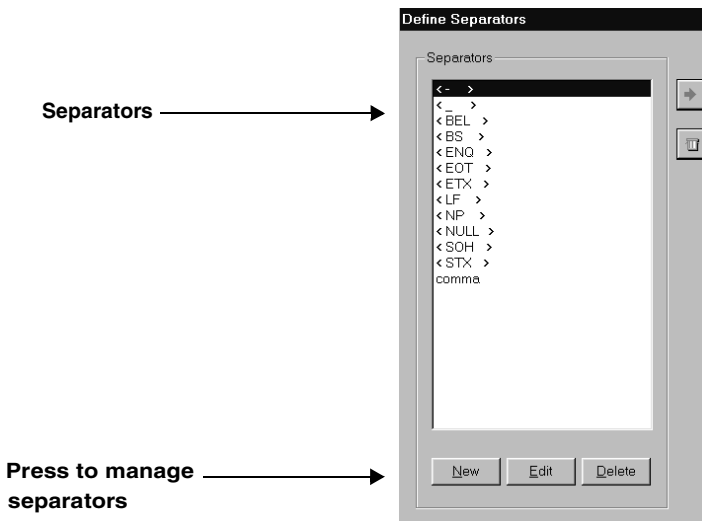 Define Separators
Separators
Separators
< - >
< _ >
< BEL >
< BS >
< ENQ >
< EOT >
< ETX >
< LF >
< NP >
< NULL >
< SOH >
< STX >
comma
New Edit Delete
Press to manage
separators